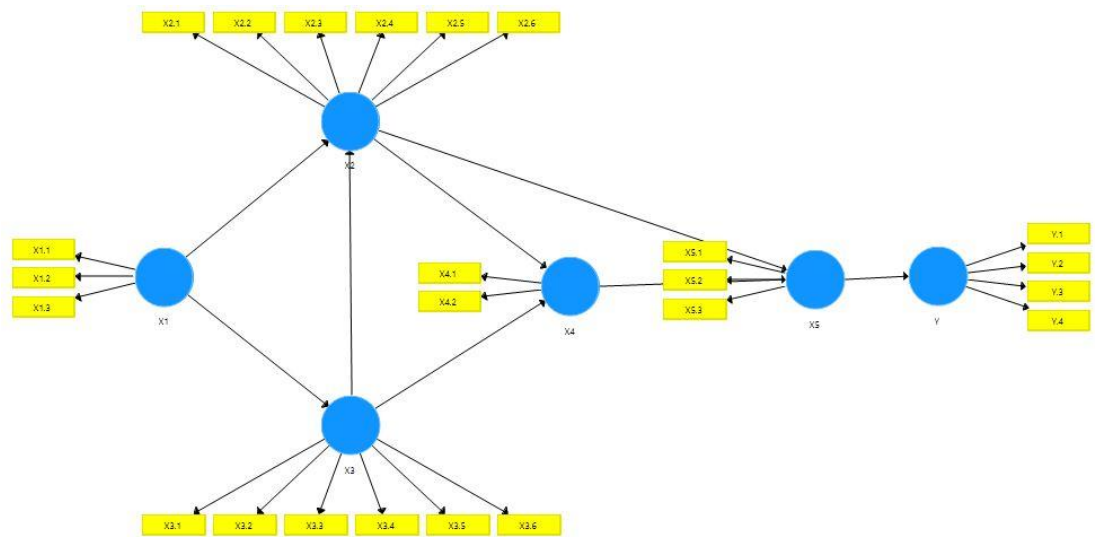 X2.1 X2.2 X2.3 X2.4 X2.5 X2.6
X2
X1.1
X1.2
X1.3
X1
X4.1
X4.2
X4
X5.1
X5.2
X5.3
X5
Y
Y.1
Y.2
Y.3
Y.4
X3
X3.1 X3.2 X3.3 X3.4 X3.5 X3.6